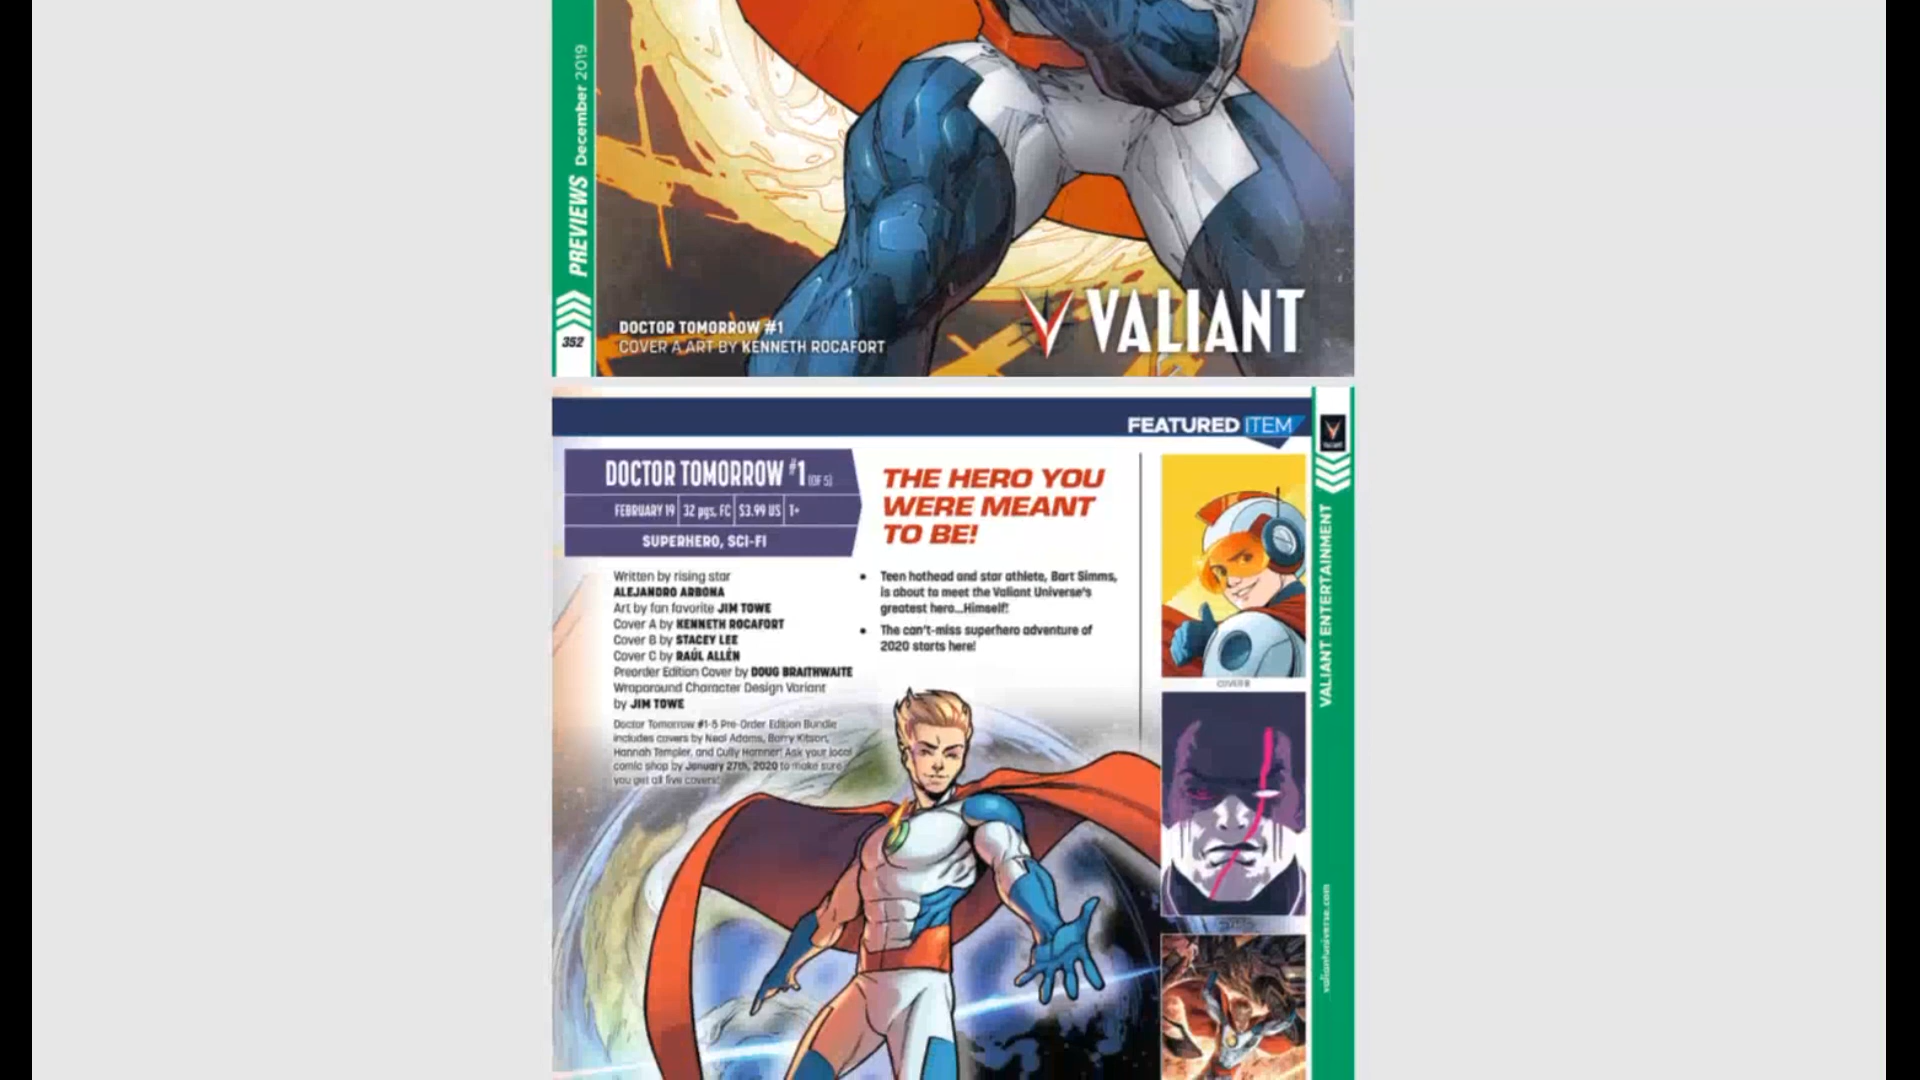 PREVIEWS December 2019
352
DOCTOR TOMORROW #1
COVER A ART BY KENNETH ROCAFORT
VALIANT
FEATURED ITEM
DOCTOR TOMORROW #1 (OF 5)
FEBRUARY 19 32 pgs, FC $3.99 US T+
SUPERHERO, SCI-FI
Written by rising star
ALEJANDRO ARBONA
Art by fan favorite JIM TOWE
Cover A by KENNETH ROCAFORT
Cover B by STACEY LEE
Cover C by RAÚL ALLÉN
Preorder Edition Cover by DOUG BRAITHWAITE
Wraparound Character Design Variant
by JIM TOWE
Doctor Tomorrow #1-5 Pre-Order Edition Bundle
includes covers by Neal Adams, Barry Kitson,
Hannah Templer, and Cully Hamner! Ask your local
comic shop by January 27th, 2020 to make sure
you get all five covers!
THE HERO YOU
WERE MEANT
TO BE!
• Teen hothead and star athlete, Bart Simms,
is about to meet the Valiant Universe's
greatest hero...Himself!
• The can't-miss superhero adventure of
2020 starts here!
COVER B
VALIANT ENTERTAINMENT
valiantuniverse.com